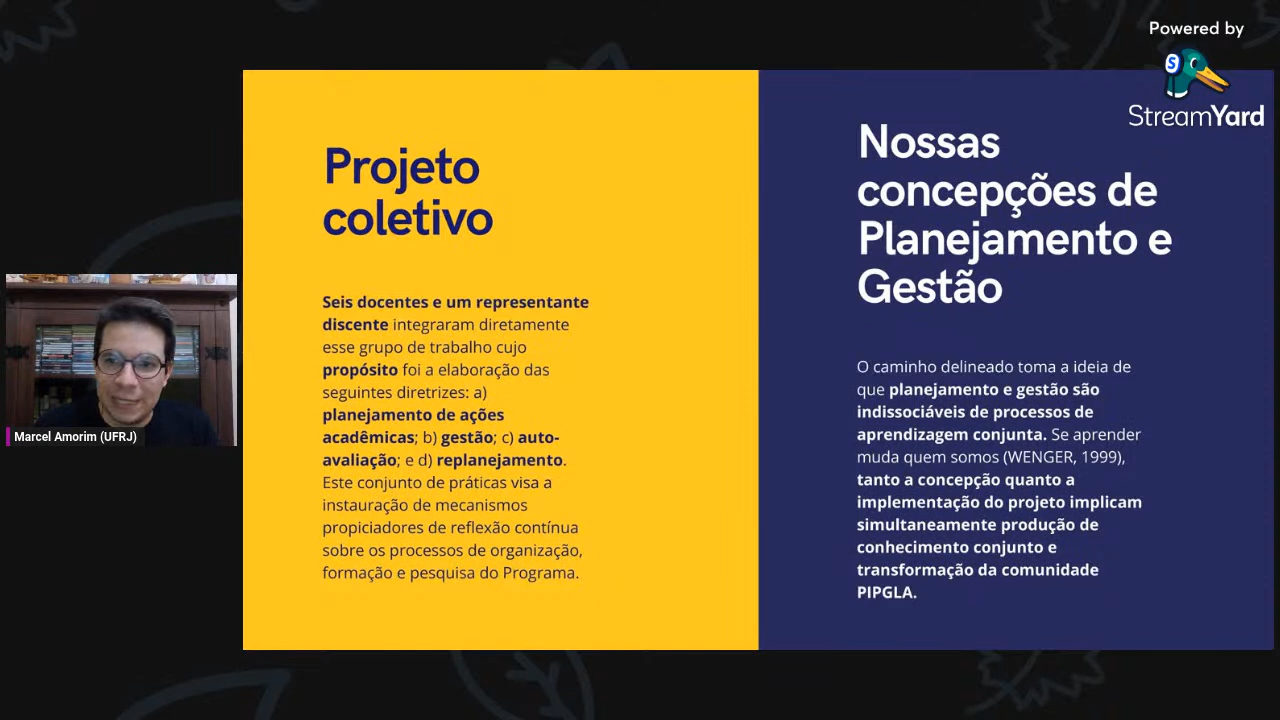 Powered by
S
StreamYard
Projeto
coletivo
Seis docentes e um representante
discente integraram diretamente
esse grupo de trabalho cujo
propósito foi a elaboração das
seguintes diretrizes: a)
planejamento de ações
acadêmicas; b) gestão; c) auto-
avaliação; e d) replanejamento.
Este conjunto de práticas visa a
instauração de mecanismos
propiciadores de reflexão contínua
sobre os processos de organização,
formação e pesquisa do Programa.
Nossas
concepções de
Planejamento e
Gestão
O caminho delineado toma a ideia de
que planejamento e gestão são
indissociáveis de processos de
aprendizagem conjunta. Se aprender
muda quem somos (WENGER, 1999),
tanto a concepção quanto a
implementação do projeto implicam
simultaneamente produção de
conhecimento conjunto e
transformação da comunidade
PIPGLA.
Marcel Amorim (UFRJ)